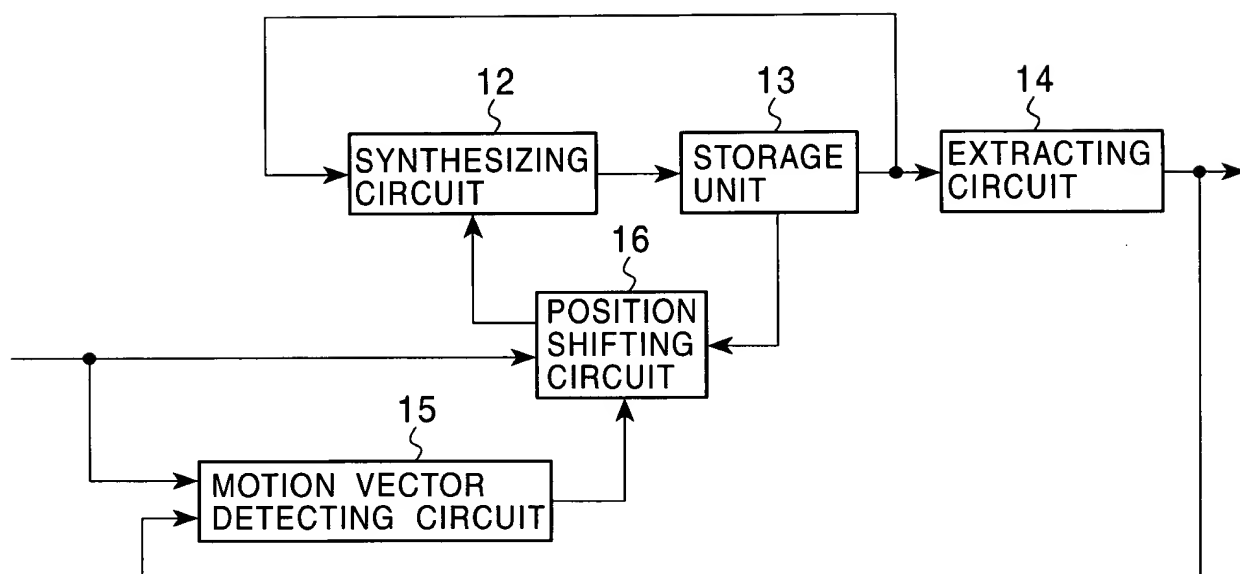 12
SYNTHESIZING
CIRCUIT
13
STORAGE
UNIT
14
EXTRACTING
CIRCUIT
16
POSITION
SHIFTING
CIRCUIT
15
MOTION VECTOR
DETECTING CIRCUIT